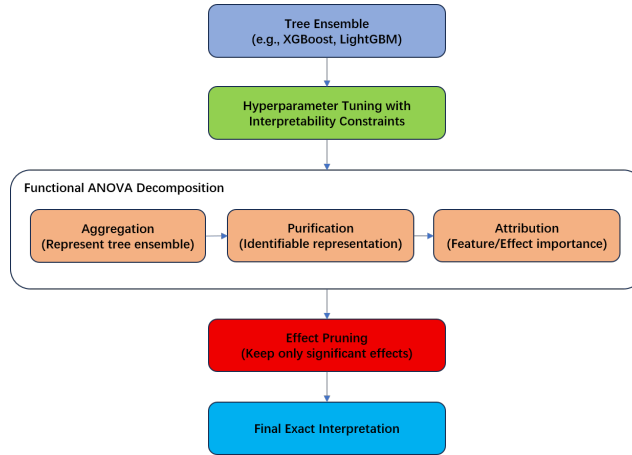 Tree Ensemble
(e.g., XGBoost, LightGBM)
Hyperparameter Tuning with
Interpretability Constraints
Functional ANOVA Decomposition
Aggregation
(Represent tree ensemble)
Purification
(Identifiable representation)
Attribution
(Feature/Effect importance)
Effect Pruning
(Keep only significant effects)
Final Exact Interpretation